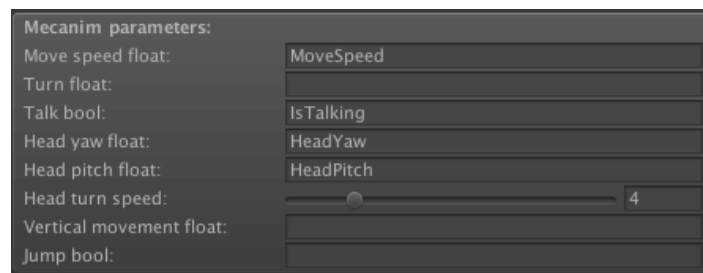 Mecanim parameters:
Move speed float: MoveSpeed
Turn float:
Talk bool: IsTalking
Head yaw float: HeadYaw
Head pitch float: HeadPitch
Head turn speed: 4
Vertical movement float:
Jump bool: